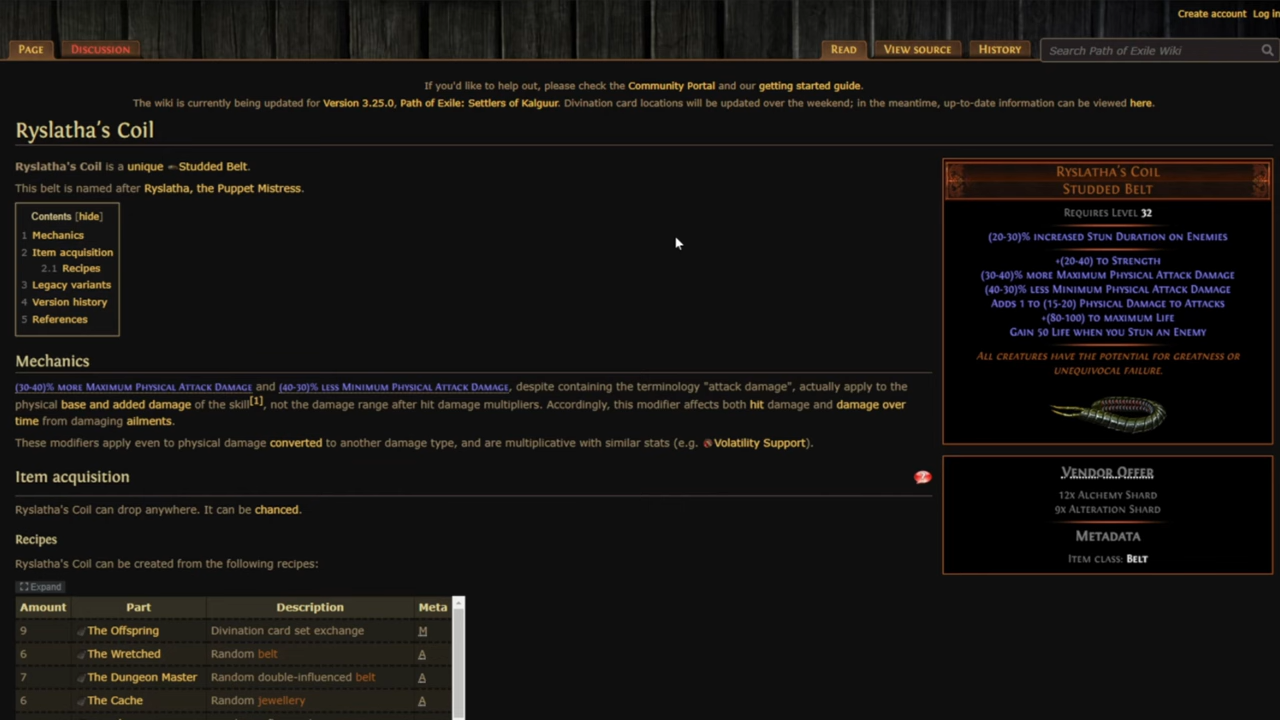 Create account Log in
PAGE DISCUSSION READ VIEW SOURCE HISTORY Search Path of Exile Wiki
If you'd like to help out, please check the Community Portal and our getting started guide.
The wiki is currently being updated for Version 3.25.0, Path of Exile: Settlers of Kalguur. Divination card locations will be updated over the weekend; in the meantime, up-to-date information can be viewed here.
Ryslatha's Coil
Ryslatha's Coil is a unique Studded Belt.
This belt is named after Ryslatha, the Puppet Mistress.
Contents [hide]
1 Mechanics
2 Item acquisition
2.1 Recipes
3 Legacy variants
4 Version history
5 References
Mechanics
(30-40)% MORE MAXIMUM PHYSICAL ATTACK DAMAGE and (40-30)% LESS MINIMUM PHYSICAL ATTACK DAMAGE, despite containing the terminology "attack damage", actually apply to the
physical base and added damage of the skill[1], not the damage range after hit damage multipliers. Accordingly, this modifier affects both hit damage and damage over
time from damaging ailments.
These modifiers apply even to physical damage converted to another damage type, and are multiplicative with similar stats (e.g. Volatility Support).
Item acquisition
Ryslatha's Coil can drop anywhere. It can be chanced.
Recipes
Ryslatha's Coil can be created from the following recipes:
Expand
Amount Part Description Meta
9 The Offspring Divination card set exchange M
6 The Wretched Random belt A
7 The Dungeon Master Random double-influenced belt A
6 The Cache Random jewellery A
RYSLATHA'S COIL
STUDDED BELT
REQUIRES LEVEL 32
(20-30)% INCREASED STUN DURATION ON ENEMIES
+(20-40) TO STRENGTH
(30-40)% MORE MAXIMUM PHYSICAL ATTACK DAMAGE
(40-30)% LESS MINIMUM PHYSICAL ATTACK DAMAGE
ADDS 1 TO (15-20) PHYSICAL DAMAGE TO ATTACKS
+(80-100) TO MAXIMUM LIFE
GAIN 50 LIFE WHEN YOU STUN AN ENEMY
ALL CREATURES HAVE THE POTENTIAL FOR GREATNESS OR
UNEQUIVOCAL FAILURE.
VENDOR OFFER
12X ALCHEMY SHARD
9X ALTERATION SHARD
METADATA
ITEM CLASS: BELT